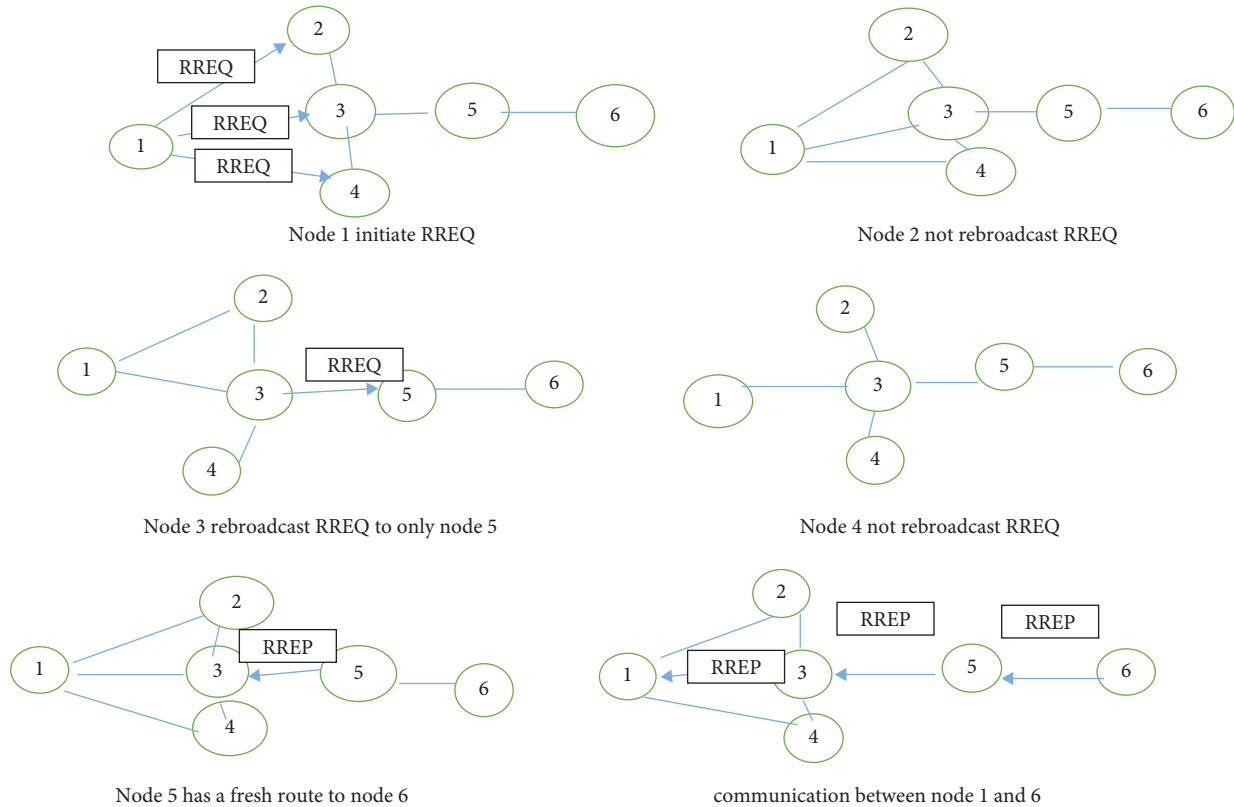 2
RREQ
3
5
6
RREQ
1
RREQ
4
Node 1 initiate RREQ
2
3
5
6
1
4
Node 2 not rebroadcast RREQ
2
1
RREQ
6
3
5
4
Node 3 rebroadcast RREQ to only node 5
2
5
6
3
1
4
Node 4 not rebroadcast RREQ
2
RREP
1
3
5
6
4
Node 5 has a fresh route to node 6
2
RREP
RREP
1
RREP
3
5
6
4
communication between node 1 and 6